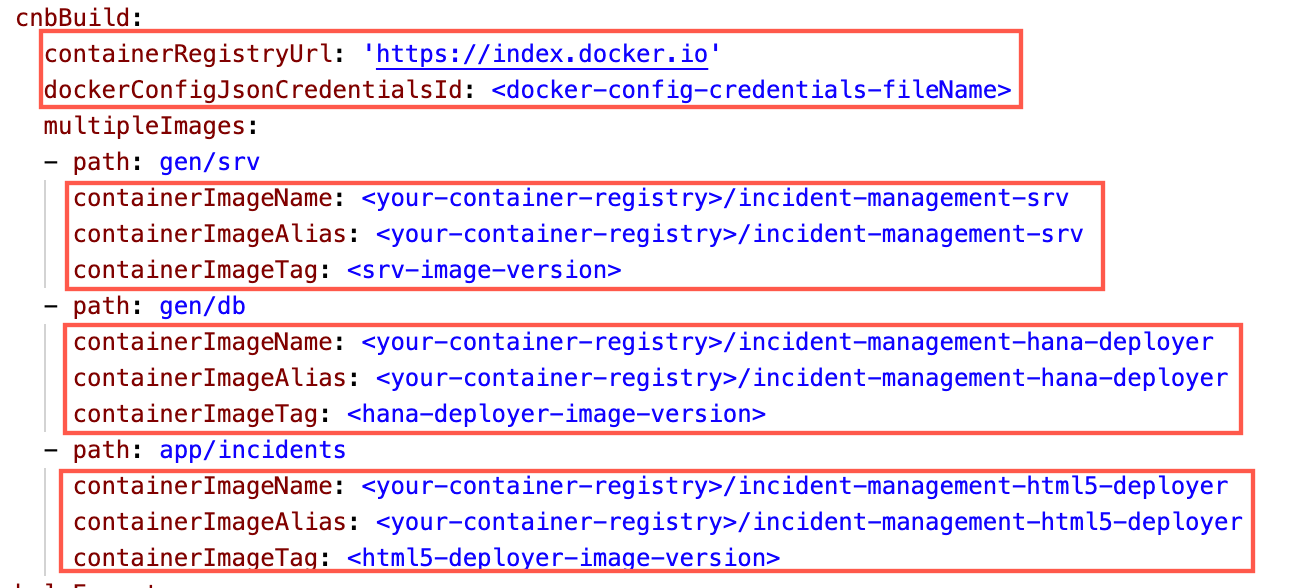 cnbBuild:
containerRegistryUrl: 'https://index.docker.io'
dockerConfigJsonCredentialsId: <docker-config-credentials-fileName>
multipleImages:
- path: gen/srv
containerImageName: <your-container-registry>/incident-management-srv
containerImageAlias: <your-container-registry>/incident-management-srv
containerImageTag: <srv-image-version>
- path: gen/db
containerImageName: <your-container-registry>/incident-management-hana-deployer
containerImageAlias: <your-container-registry>/incident-management-hana-deployer
containerImageTag: <hana-deployer-image-version>
- path: app/incidents
containerImageName: <your-container-registry>/incident-management-html5-deployer
containerImageAlias: <your-container-registry>/incident-management-html5-deployer
containerImageTag: <html5-deployer-image-version>